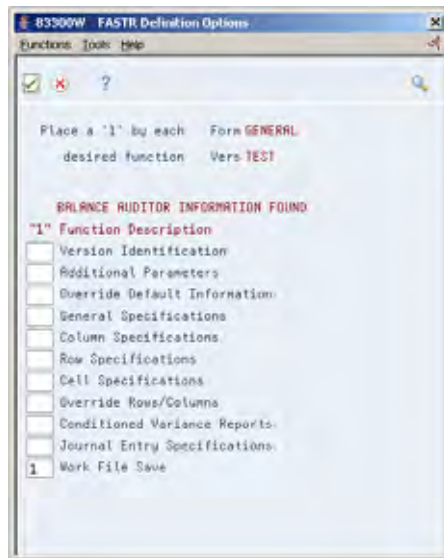 83300W FASTR Definition Options
Functions Tools Help
?
Place a '1' by each Form GENERAL
desired function Vers TEST
BALANCE AUDITOR INFORMATION FOUND
"1" Function Description
Version Identification
Additional Parameters
Override Default Information
General Specifications
Column Specifications
Row Specifications
Cell Specifications
Override Rows/Columns
Conditioned Variance Reports
Journal Entry Specifications
1 Work File Save